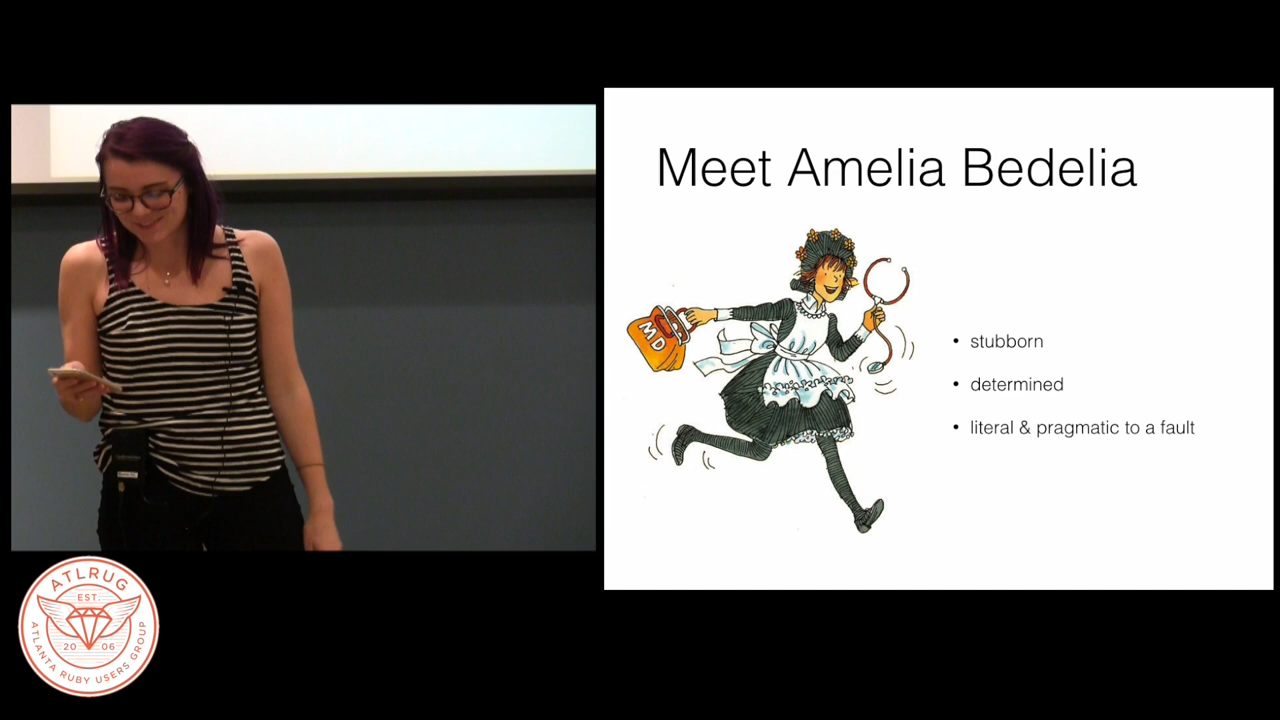 Meet Amelia Bedelia
MD
• stubborn
• determined
• literal & pragmatic to a fault
ATLRUG
EST.
20 06
ATLANTA RUBY USERS GROUP